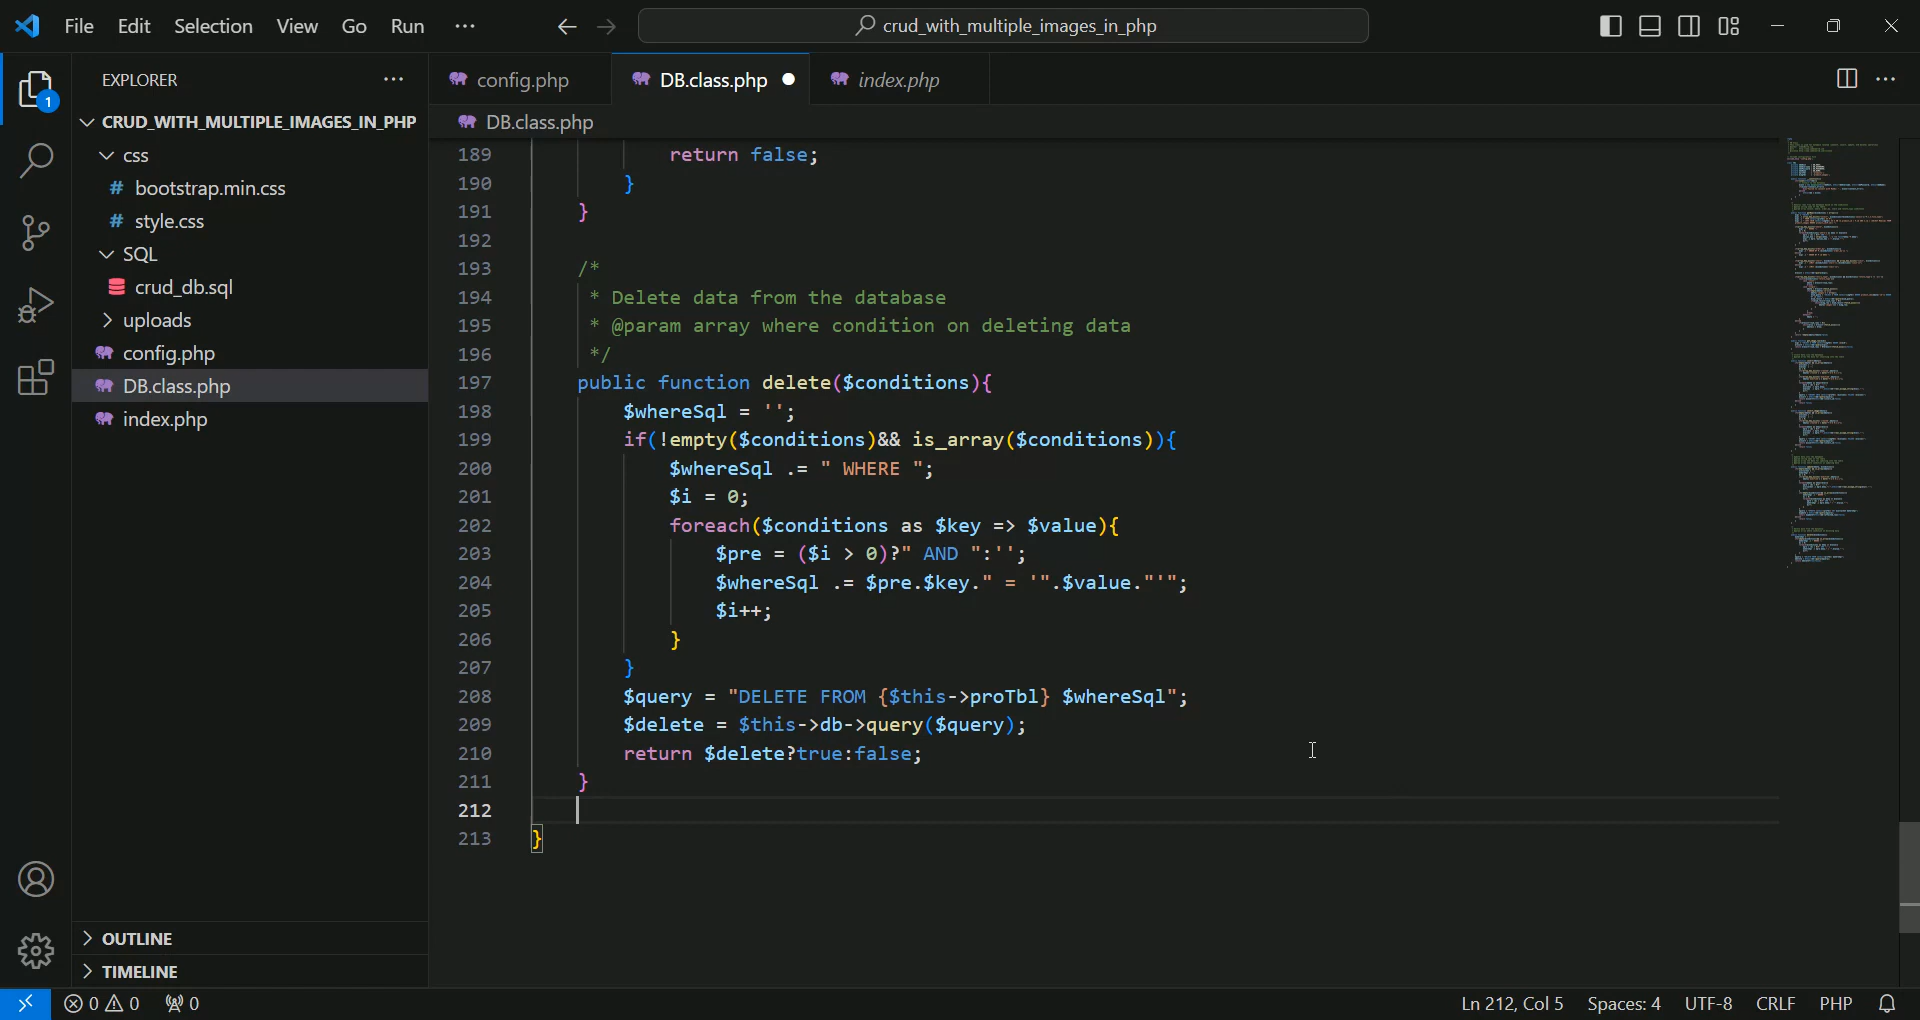 File Edit Selection View Go Run ···
crud_with_multiple_images_in_php
EXPLORER ···
config.php DB.class.php index.php ···
CRUD_WITH_MULTIPLE_IMAGES_IN_PHP
DB.class.php
1
css
# bootstrap.min.css
# style.css
SQL
crud_db.sql
uploads
config.php
DB.class.php
index.php
189 return false;
190 }
191 }
192
193 /*
194 * Delete data from the database
195 * @param array where condition on deleting data
196 */
197 public function delete($conditions){
198 $whereSql = '';
199 if(!empty($conditions)&& is_array($conditions)){
200 $whereSql .= " WHERE ";
201 $i = 0;
202 foreach($conditions as $key => $value){
203 $pre = ($i > 0)?" AND ":'';
204 $whereSql .= $pre.$key." = '".$value."'";
205 $i++;
206 }
207 }
208 $query = "DELETE FROM {$this->proTbl} $whereSql";
209 $delete = $this->db->query($query);
210 return $delete?true:false;
211 }
212
213 }
OUTLINE
TIMELINE
0 0 0 Ln 212, Col 5 Spaces: 4 UTF-8 CRLF PHP